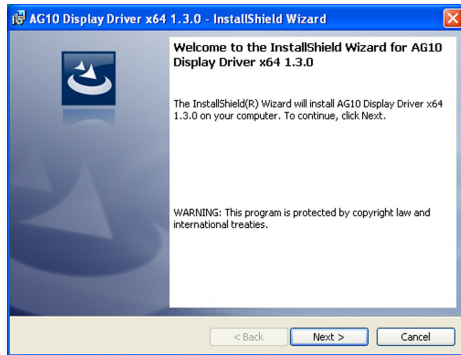 AG10 Display Driver x64 1.3.0 - InstallShield Wizard
Welcome to the InstallShield Wizard for AG10
Display Driver x64 1.3.0
The InstallShield(R) Wizard will install AG10 Display Driver x64
1.3.0 on your computer. To continue, click Next.
WARNING: This program is protected by copyright law and
international treaties.
< Back Next > Cancel